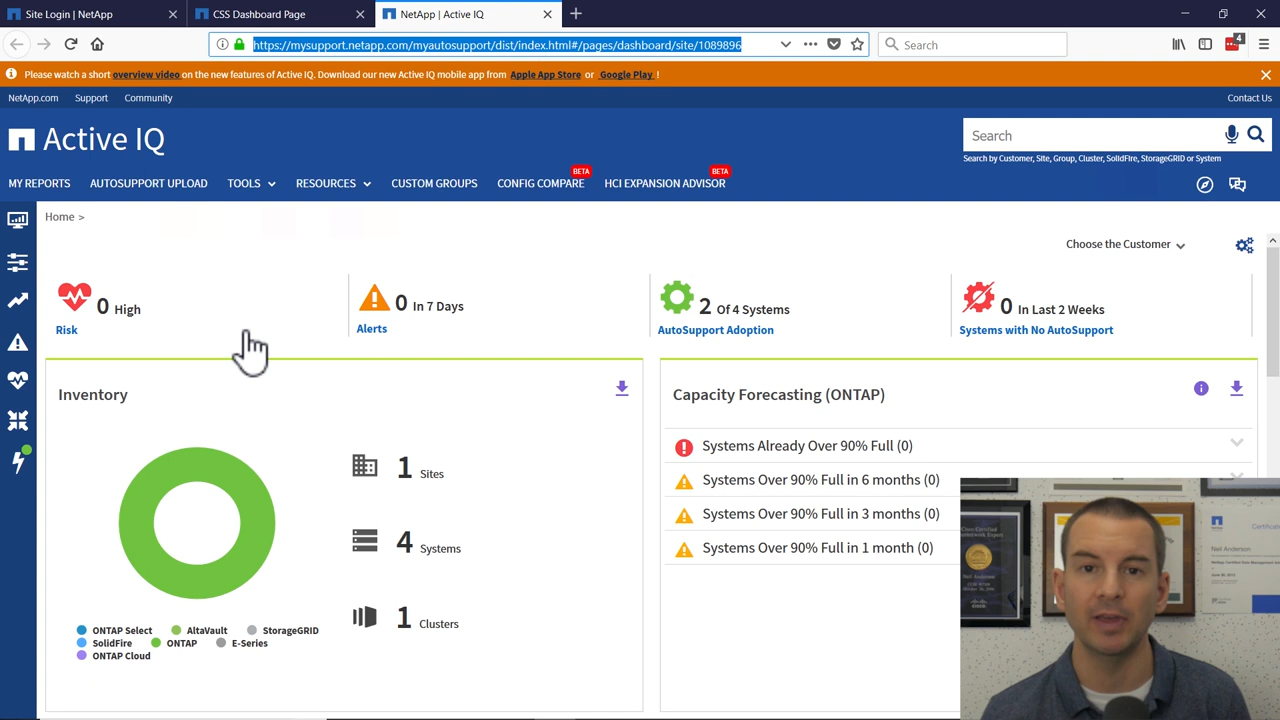 Site Login | NetApp
CSS Dashboard Page
NetApp | Active IQ
https://mysupport.netapp.com/myautosupport/dist/index.html#/pages/dashboard/site/1089896
Search
4
Please watch a short overview video on the new features of Active IQ. Download our new Active IQ mobile app from Apple App Store or Google Play !
NetApp.com Support Community Contact Us
Active IQ
Search
Search by Customer, Site, Group, Cluster, SolidFire, StorageGRID or System
BETA BETA
MY REPORTS AUTOSUPPORT UPLOAD TOOLS RESOURCES CUSTOM GROUPS CONFIG COMPARE HCI EXPANSION ADVISOR
Home >
Choose the Customer
0 High
Risk
0 In 7 Days
Alerts
2 Of 4 Systems
AutoSupport Adoption
0 In Last 2 Weeks
Systems with No AutoSupport
Inventory
1 Sites
4 Systems
1 Clusters
ONTAP Select AltaVault StorageGRID
SolidFire ONTAP E-Series
ONTAP Cloud
Capacity Forecasting (ONTAP)
Systems Already Over 90% Full (0)
Systems Over 90% Full in 6 months (0)
Systems Over 90% Full in 3 months (0)
Systems Over 90% Full in 1 month (0)
Neil Anderson